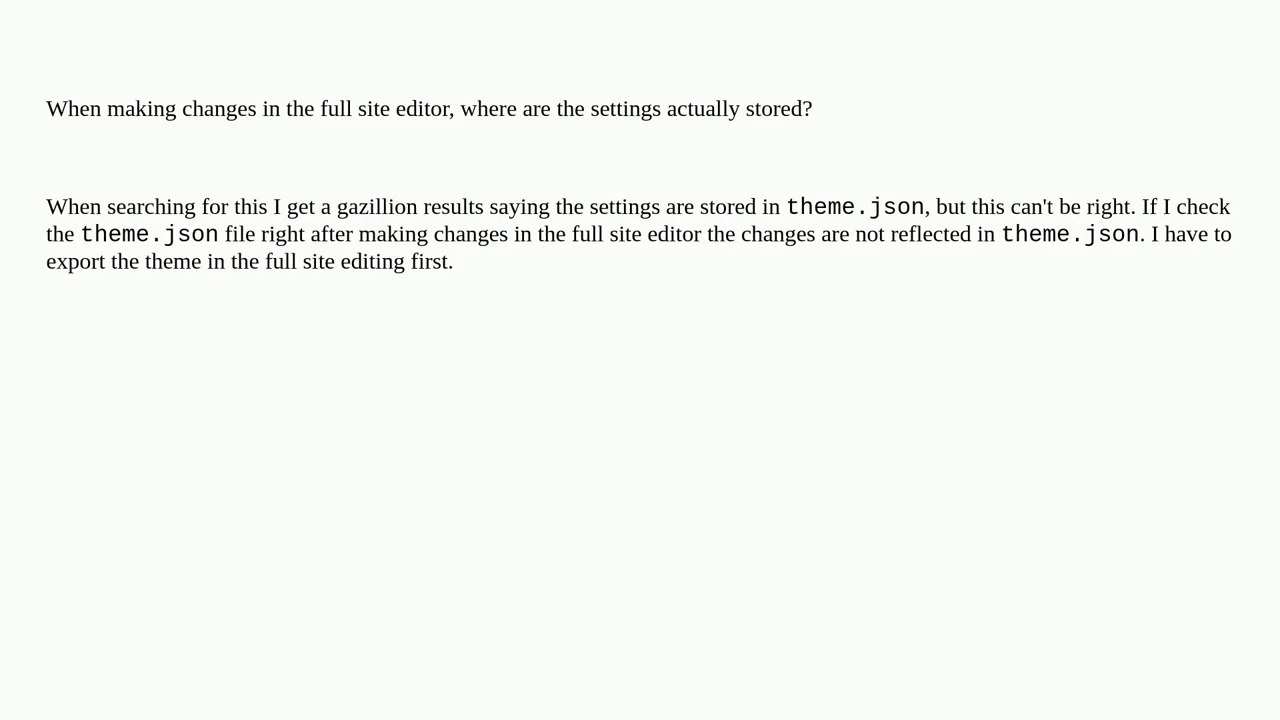 When making changes in the full site editor, where are the settings actually stored?
When searching for this I get a gazillion results saying the settings are stored in theme.json, but this can't be right. If I check
the theme.json file right after making changes in the full site editor the changes are not reflected in theme.json. I have to
export the theme in the full site editing first.